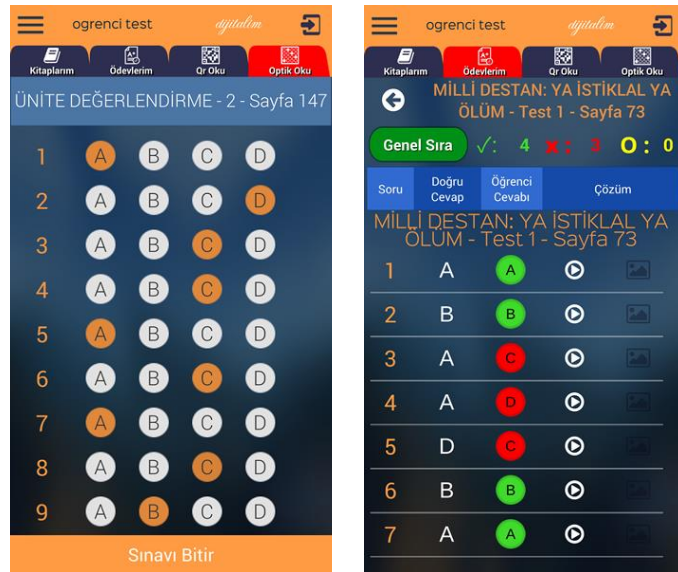 ogrenci test dijitalim
Kitaplarım Ödevlerim Qr Oku Optik Oku
ÜNİTE DEĞERLENDİRME - 2 - Sayfa 147
1 A B C D
2 A B C D
3 A B C D
4 A B C D
5 A B C D
6 A B C D
7 A B C D
8 A B C D
9 A B C D
Sınavı Bitir
ogrenci test dijitalim
Kitaplarım Ödevlerim Qr Oku Optik Oku
MİLLİ DESTAN: YA İSTİKLAL YA
ÖLÜM - Test 1 - Sayfa 73
Genel Sıra ✓: 4 x : 3 O : 0
Soru Doğru Cevap Öğrenci Cevabı Çözüm
MİLLİ DESTAN: YA İSTİKLAL YA
ÖLÜM - Test 1 - Sayfa 73
1 A A
2 B B
3 A C
4 A D
5 D C
6 B B
7 A A